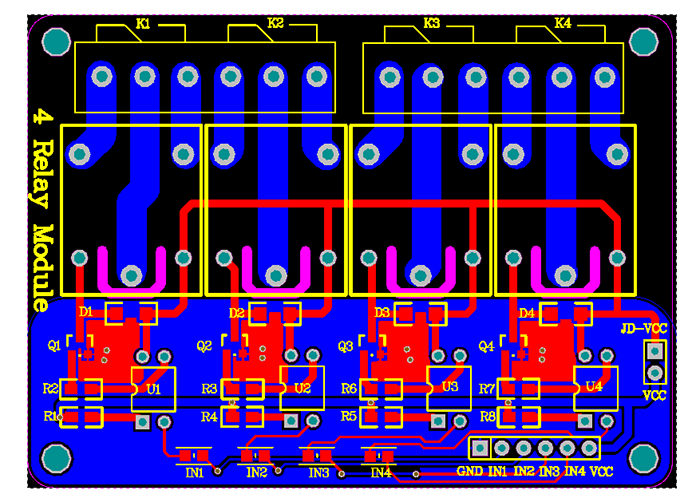 K1 K2 K3 K4
4 Relay Module
D1 D2 D3 D4
JD-VCC
Q1 Q2 Q3 Q4
VCC
R2 U1 R3 U2 R6 U3 R7 U4
R1 R4 R5 R8
IN1 IN2 IN3 IN4
GND IN1 IN2 IN3 IN4 VCC